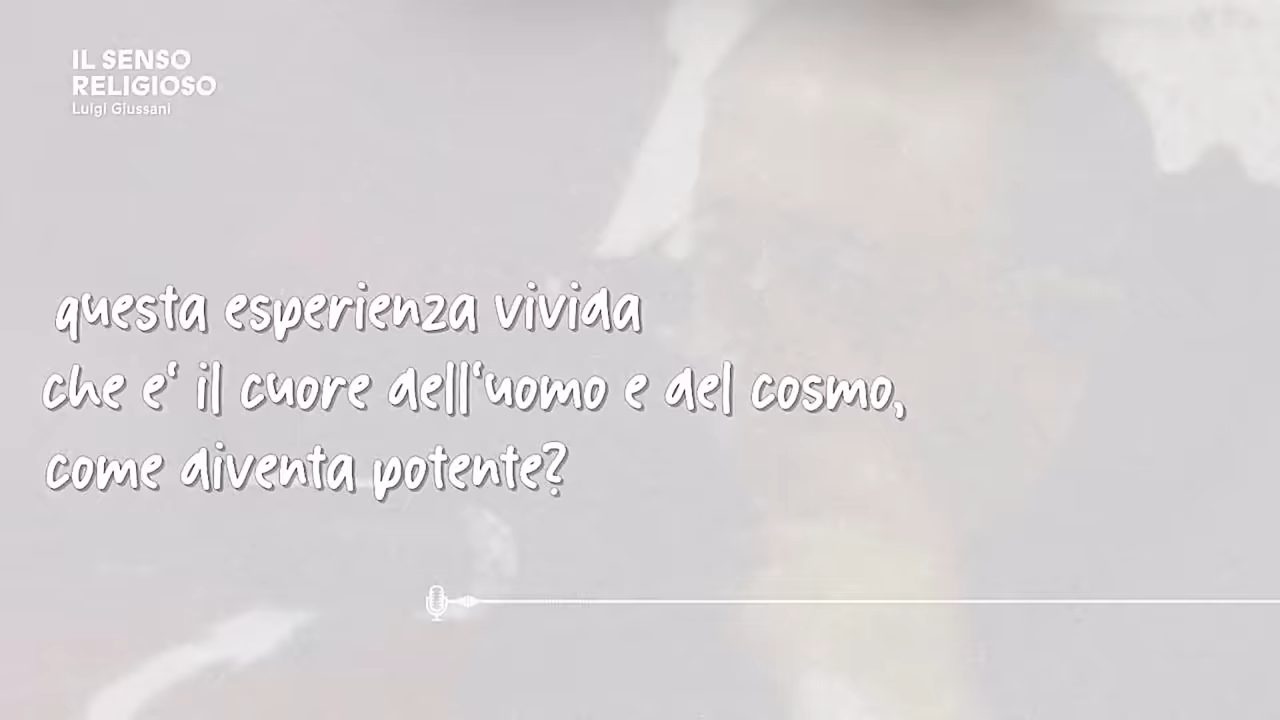 IL SENSO
RELIGIOSO
Luigi Giussani
questa esperienza vivida
che e' il cuore dell'uomo e del cosmo,
come diventa potente?